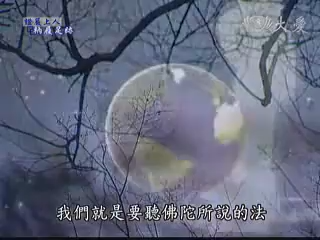 證嚴上人
衲履足跡
大愛
我們就是要聽佛陀所說的法